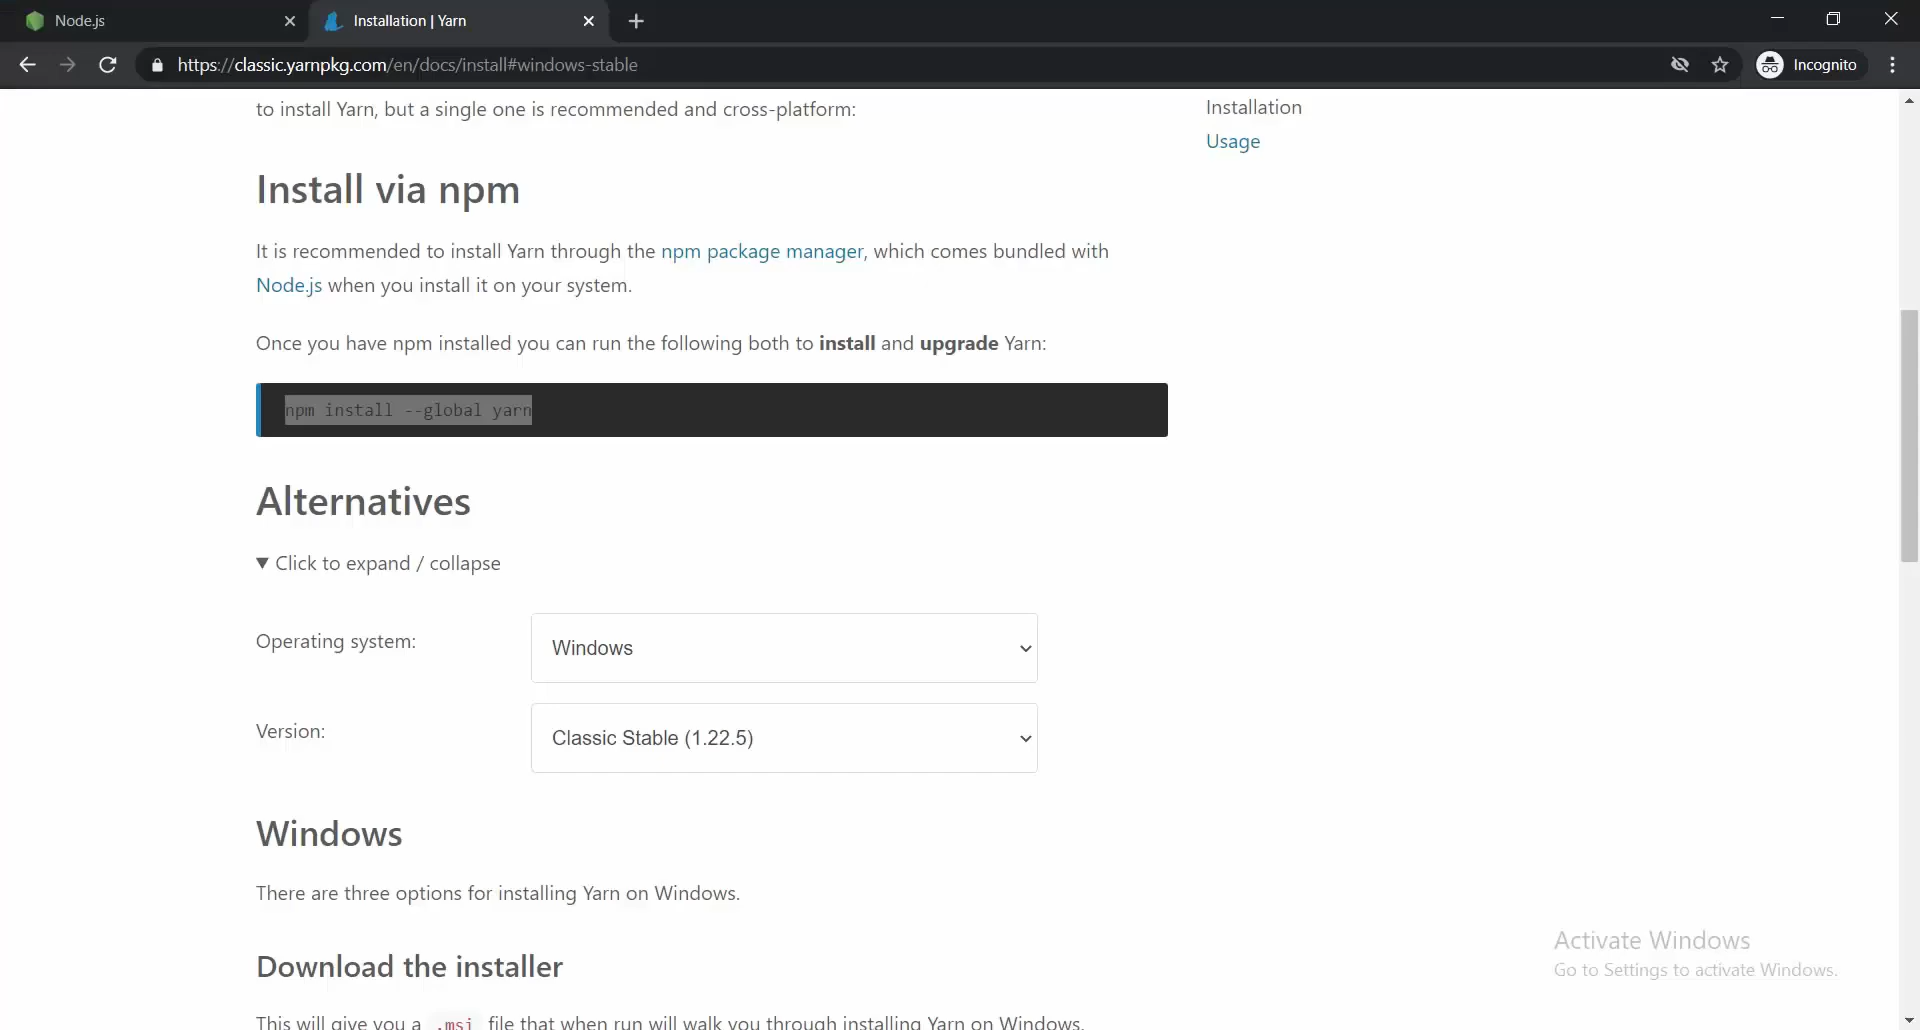 Node.js
Installation | Yarn
https://classic.yarnpkg.com/en/docs/install#windows-stable
Incognito
to install Yarn, but a single one is recommended and cross-platform:
Installation
Usage
Install via npm
It is recommended to install Yarn through the npm package manager, which comes bundled with
Node.js when you install it on your system.
Once you have npm installed you can run the following both to install and upgrade Yarn:
npm install --global yarn
Alternatives
▼ Click to expand / collapse
Operating system:
Windows
Version:
Classic Stable (1.22.5)
Windows
There are three options for installing Yarn on Windows.
Download the installer
This will give you a .msi file that when run will walk you through installing Yarn on Windows.
Activate Windows
Go to Settings to activate Windows.